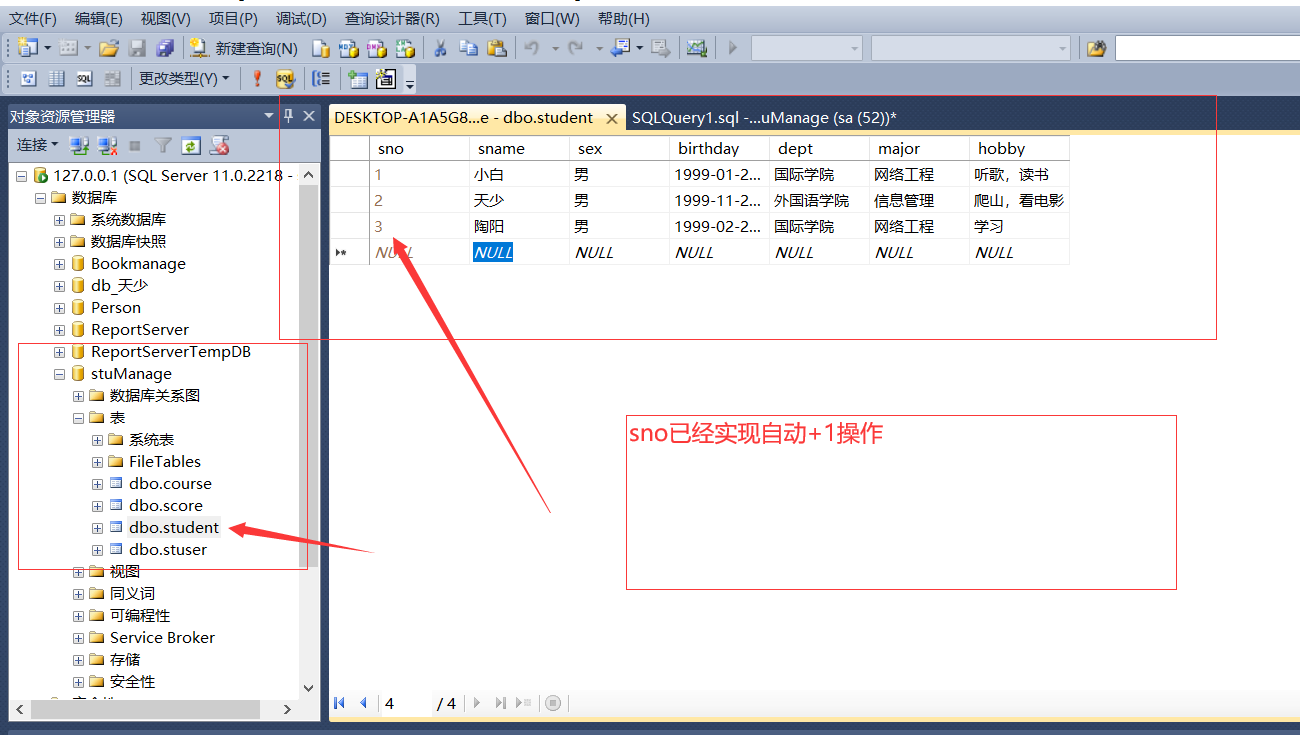 文件(F) 编辑(E) 视图(V) 项目(P) 调试(D) 查询设计器(R) 工具(T) 窗口(W) 帮助(H)
新建查询(N)
更改类型(Y)
对象资源管理器
连接
127.0.0.1 (SQL Server 11.0.2218 -
数据库
系统数据库
数据库快照
Bookmanage
db_天少
Person
ReportServer
ReportServerTempDB
stuManage
数据库关系图
表
系统表
FileTables
dbo.course
dbo.score
dbo.student
dbo.stuser
视图
同义词
可编程性
Service Broker
存储
安全性
DESKTOP-A1A5G8...e - dbo.student SQLQuery1.sql -...uManage (sa (52))*
sno sname sex birthday dept major hobby
1 小白 男 1999-01-2... 国际学院 网络工程 听歌，读书
2 天少 男 1999-11-2... 外国语学院 信息管理 爬山，看电影
3 陶阳 男 1999-02-2... 国际学院 网络工程 学习
NULL NULL NULL NULL NULL NULL NULL
sno已经实现自动+1操作
4 / 4